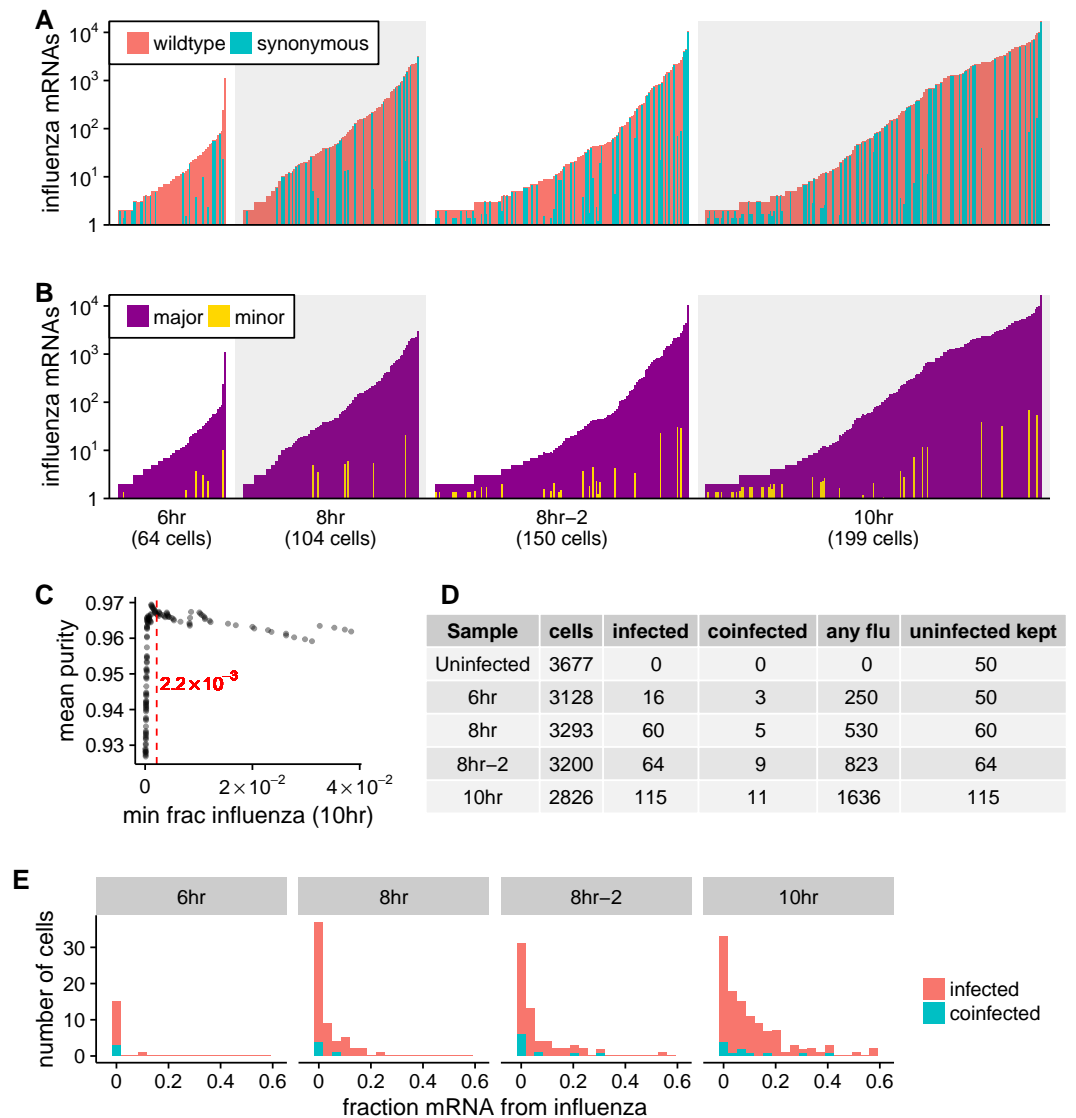 A
influenza mRNAs
10⁴
10³
10²
10¹
1
wildtype synonymous
B
influenza mRNAs
10⁴
10³
10²
10¹
1
major minor
6hr 8hr 8hr−2 10hr
(64 cells) (104 cells) (150 cells) (199 cells)
C
mean purity
0.97
0.96
0.95
0.94
0.93
2.2×10⁻³
0 2×10⁻² 4×10⁻²
min frac influenza (10hr)
D
Sample cells infected coinfected any flu uninfected kept
Uninfected 3677 0 0 0 50
6hr 3128 16 3 250 50
8hr 3293 60 5 530 60
8hr−2 3200 64 9 823 64
10hr 2826 115 11 1636 115
E
6hr 8hr 8hr−2 10hr
number of cells
30
20
10
0
0 0.2 0.4 0.6 0 0.2 0.4 0.6 0 0.2 0.4 0.6 0 0.2 0.4 0.6
fraction mRNA from influenza
infected
coinfected